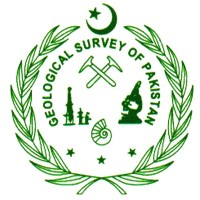 GEOLOGICAL SURVEY OF PAKISTAN